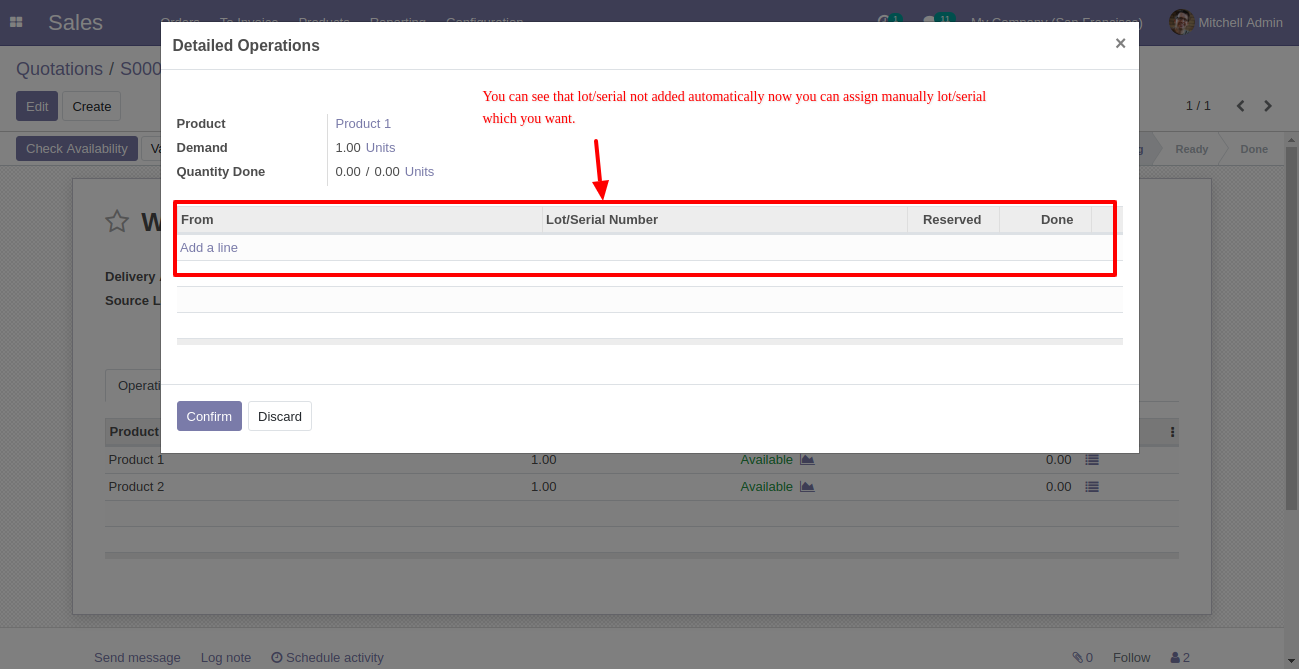 Sales
Orders To Invoice Products Reporting Configuration
1 11 My Company (San Francisco) Mitchell Admin
Quotations / S000
Edit Create
1 / 1
Check Availability
Ready Done
Detailed Operations ×
You can see that lot/serial not added automatically now you can assign manually lot/serial
which you want.
Product Product 1
Demand 1.00 Units
Quantity Done 0.00 / 0.00 Units
From Lot/Serial Number Reserved Done
Add a line
Confirm Discard
W
Delivery
Source L
Operati
Product
Product 1 1.00 Available 0.00
Product 2 1.00 Available 0.00
Send message Log note Schedule activity 0 Follow 2